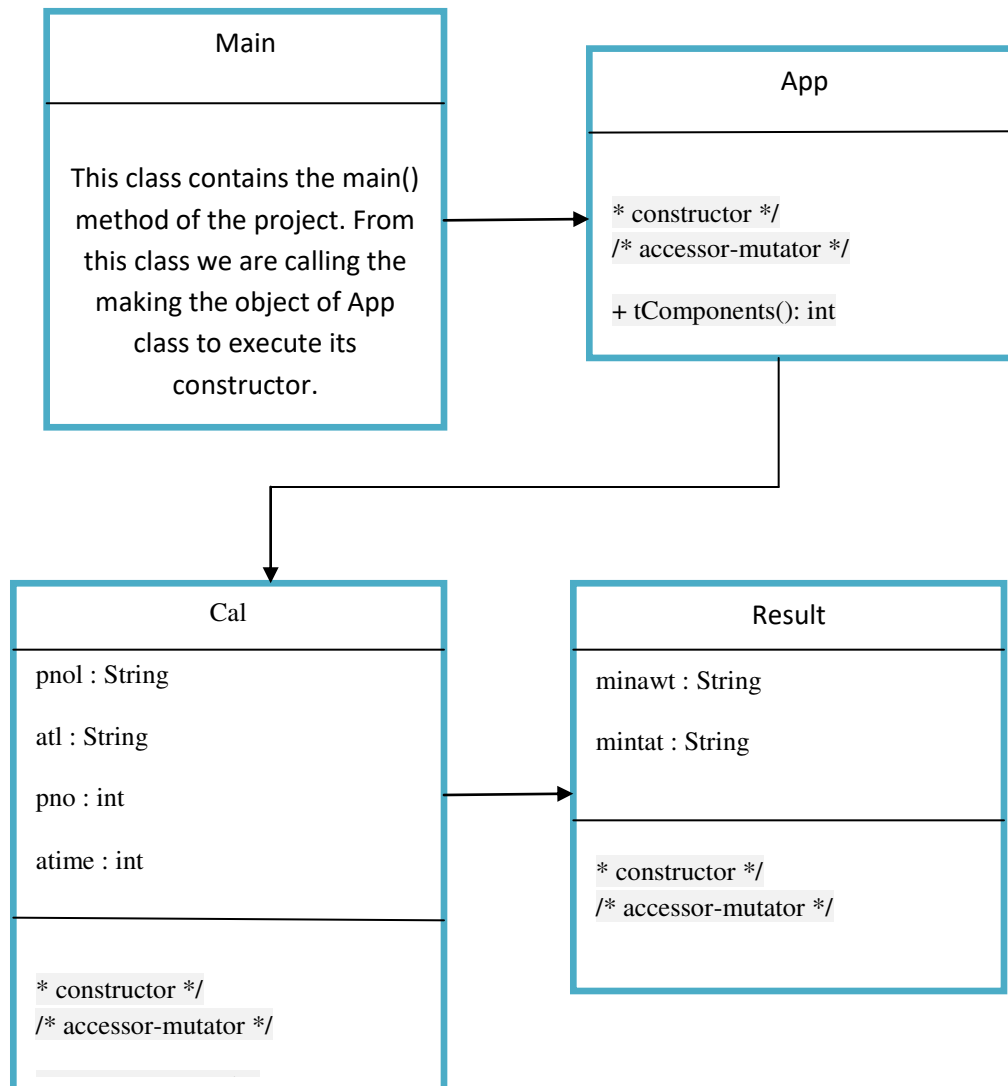 Main
This class contains the main()
method of the project. From
this class we are calling the
making the object of App
class to execute its
constructor.
App
* constructor */
/* accessor-mutator */
+ tComponents(): int
Cal
pnol : String
atl : String
pno : int
atime : int
* constructor */
/* accessor-mutator */
Result
minawt : String
mintat : String
* constructor */
/* accessor-mutator */